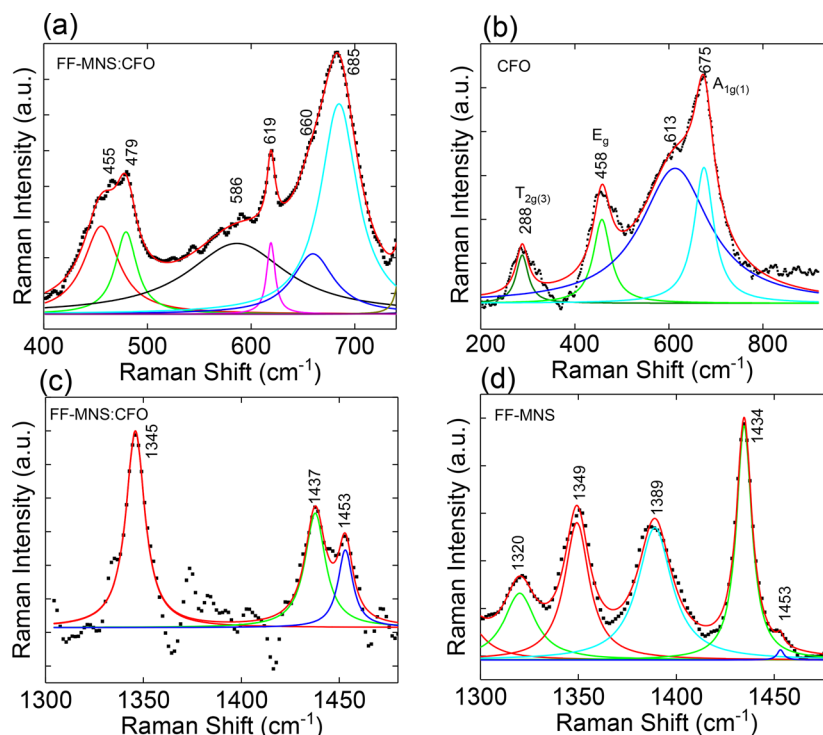 (a)
FF-MNS:CFO
455
479
586
619
660
685
Raman Intensity (a.u.)
400
500
600
700
Raman Shift (cm⁻¹)
(b)
CFO
T2g(3)
288
Eg
458
613
675
A1g(1)
Raman Intensity (a.u.)
200
400
600
800
Raman Shift (cm⁻¹)
(c)
FF-MNS:CFO
1345
1437
1453
Raman Intensity (a.u.)
1300
1350
1400
1450
Raman Shift (cm⁻¹)
(d)
FF-MNS
1320
1349
1389
1434
1453
Raman Intensity (a.u.)
1300
1350
1400
1450
Raman Shift (cm⁻¹)